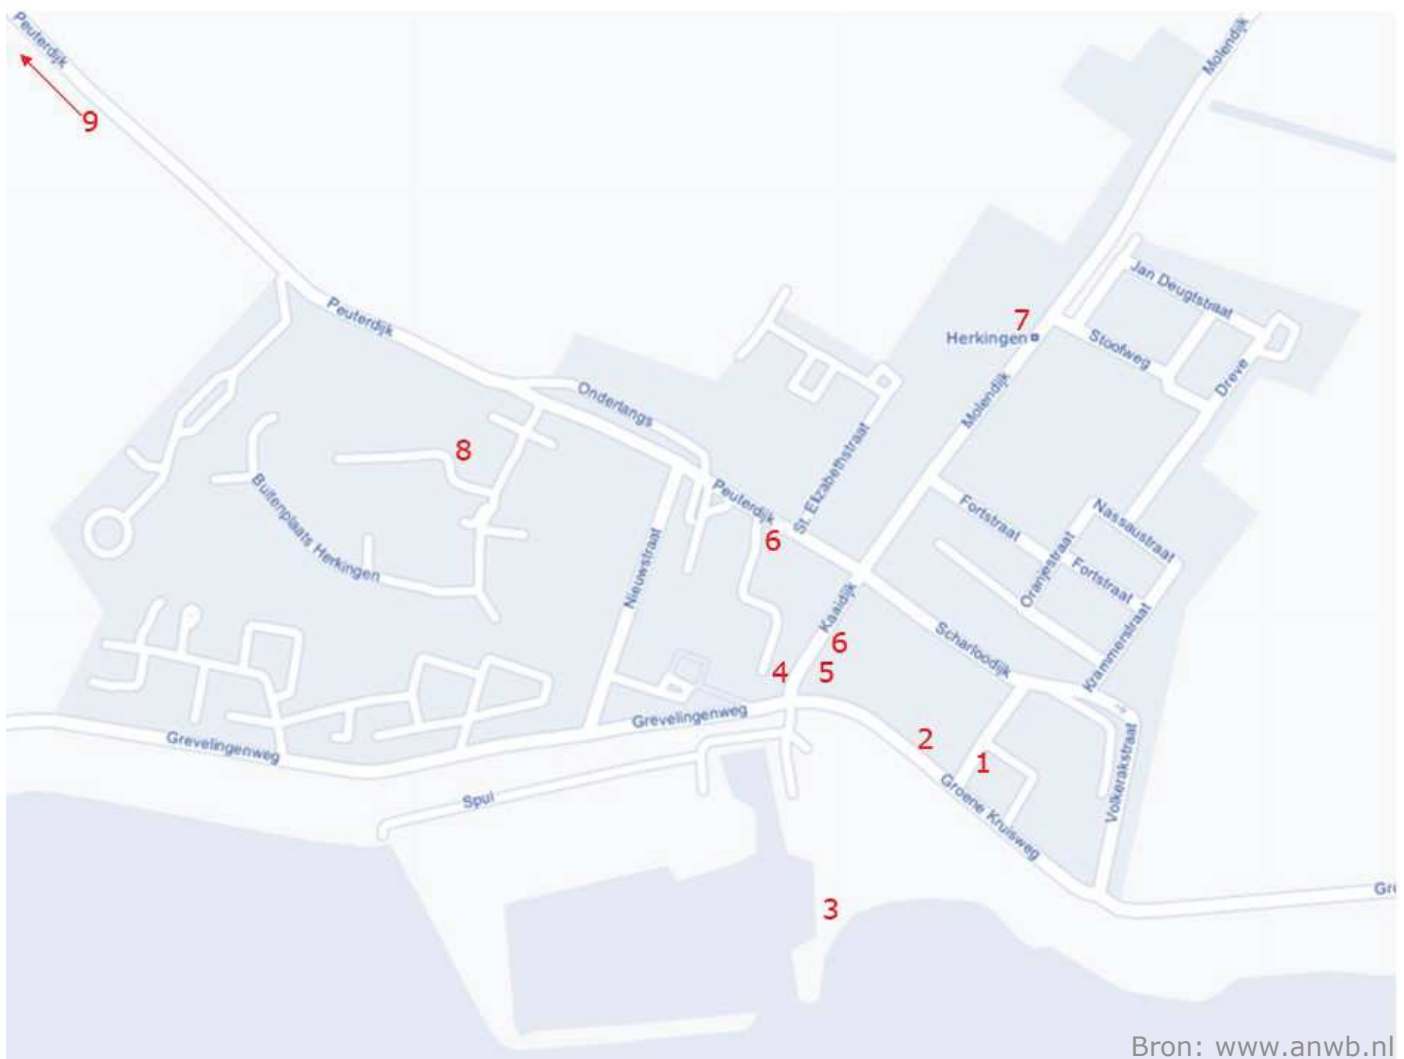 Peuterdijk
Molendijk
9
Jan Deugtstraat
Peuterdijk
7
Herkingen
Stoofweg
Dreve
Molendijk
Onderlangs
8
St. Elizabethstraat
Buitenplaats Herkingen
Peuterdijk
Fortstraat
Nassaustraat
6
Nieuwstraat
Oranjestraat
Fortstraat
Kaaidijk
6
Scharloodijk
Krammerstraat
4
5
Grevelingenweg
Grevelingenweg
2
1
Volkerakstraat
Spui
Groene Kruisweg
Gre
3
Bron: www.anwb.nl